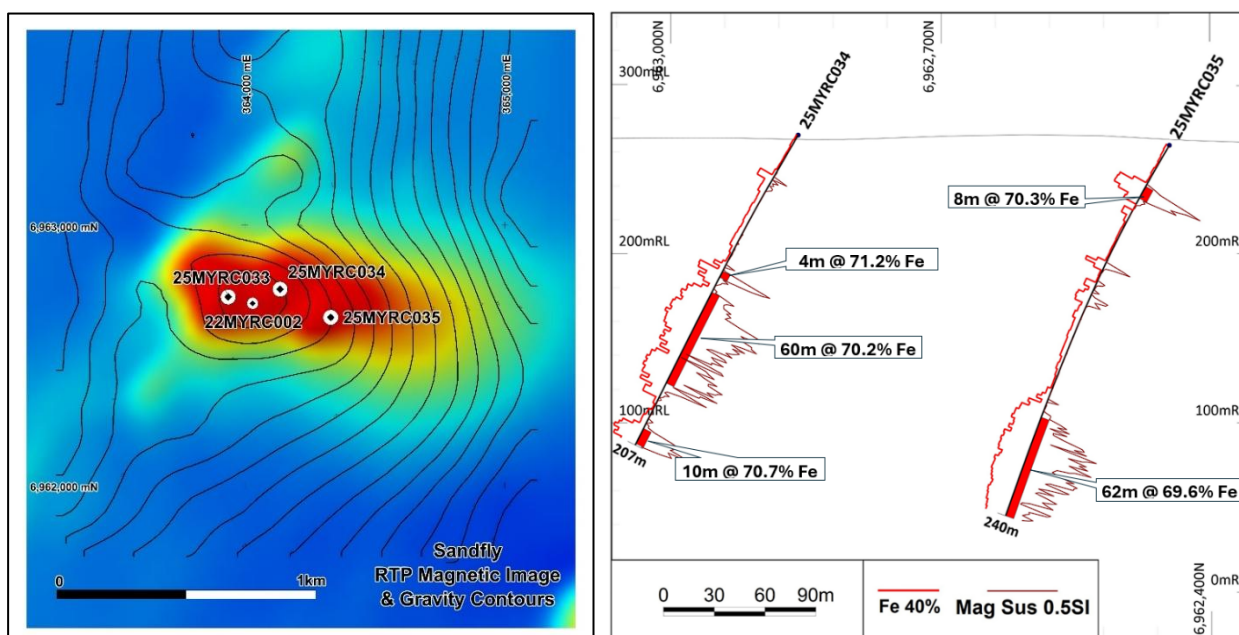 364,000 mE
365,000 mE
6,963,000 mN
25MYRC033
25MYRC034
22MYRC002
25MYRC035
6,962,000 mN
Sandfly
RTP Magnetic Image
& Gravity Contours
0
1km
6,963,000N
6,962,700N
25MYRC034
25MYRC035
300mRL
8m @ 70.3% Fe
200mRL
200mRL
4m @ 71.2% Fe
60m @ 70.2% Fe
100mRL
100mRL
207m
10m @ 70.7% Fe
62m @ 69.6% Fe
240m
0mR
6,962,400N
0 30 60 90m
Fe 40%
Mag Sus 0.5SI